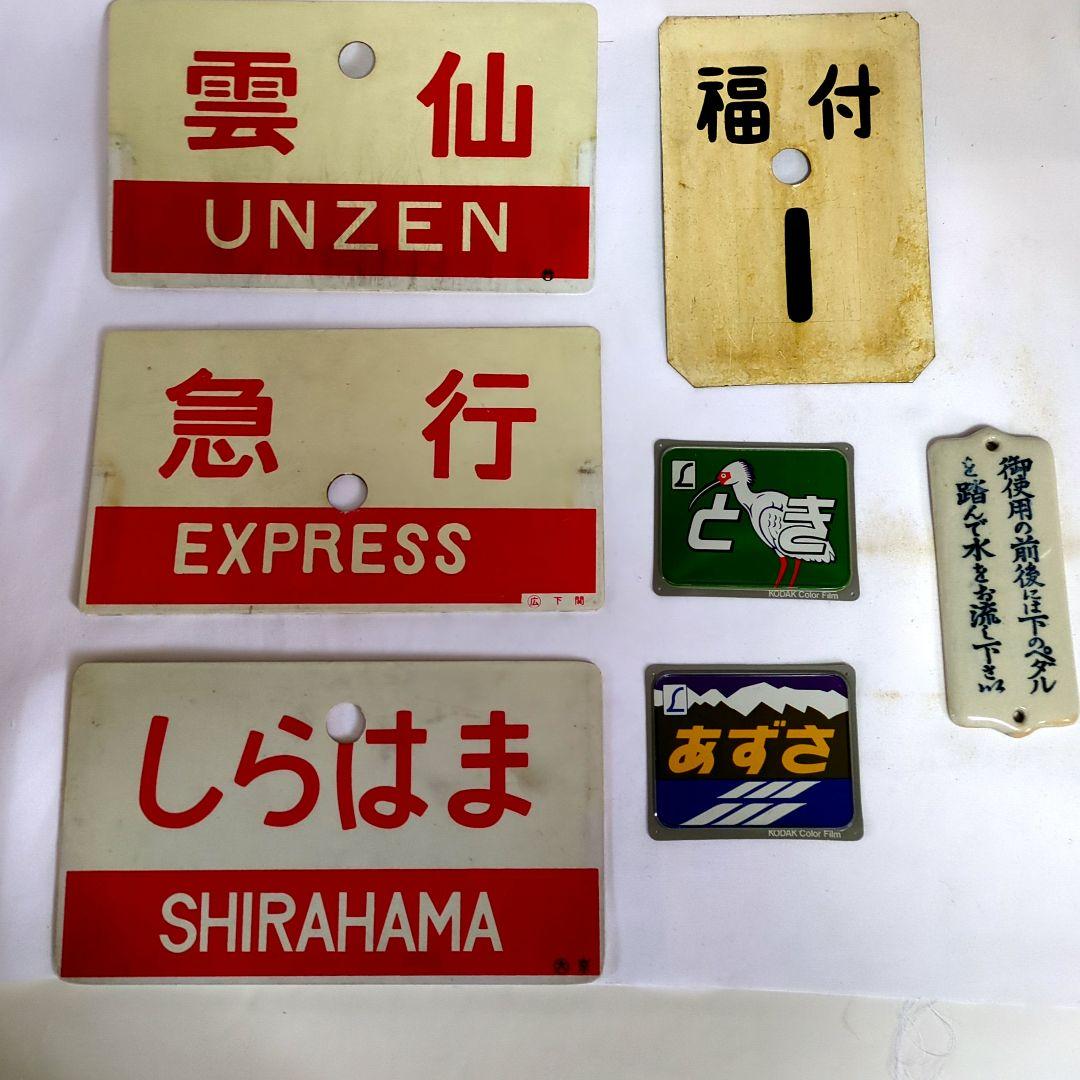 雲仙
UNZEN
急行
EXPRESS
広 下関
しらはま
SHIRAHAMA
福付
1
とき
KODAK Color Film
あずさ
KODAK Color Film
御使用の前後には下のペダル
を踏んで水をお流し下さい